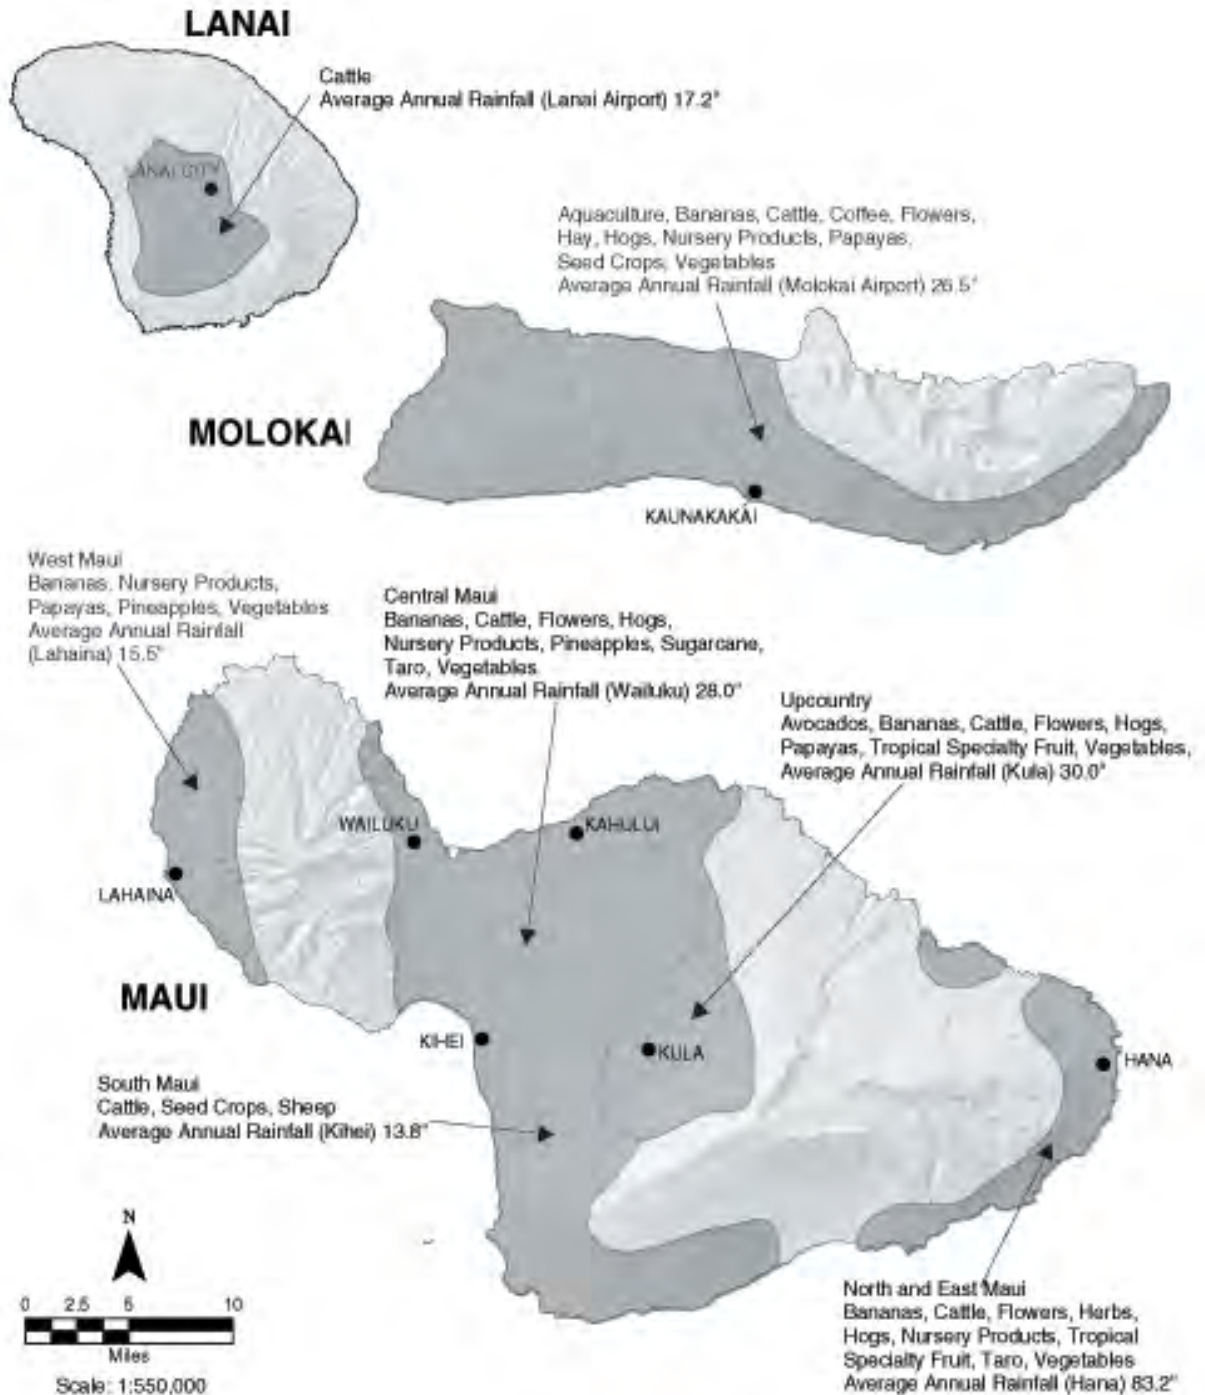 LANAI
Cattle
Average Annual Rainfall (Lanai Airport) 17.2"
LANAI CITY
Aquaculture, Bananas, Cattle, Coffee, Flowers,
Hay, Hogs, Nursery Products, Papayas,
Seed Crops, Vegetables
Average Annual Rainfall (Molokai Airport) 26.5"
MOLOKAI
KAUNAKAKAI
West Maui
Bananas, Nursery Products,
Papayas, Pineapples, Vegetables
Average Annual Rainfall
(Lahaina) 15.5"
Central Maui
Bananas, Cattle, Flowers, Hogs,
Nursery Products, Pineapples, Sugarcane,
Taro, Vegetables
Average Annual Rainfall (Wailuku) 28.0"
Upcountry
Avocados, Bananas, Cattle, Flowers, Hogs,
Papayas, Tropical Specialty Fruit, Vegetables,
Average Annual Rainfall (Kula) 30.0"
WAILUKU
KAHULUI
LAHAINA
MAUI
KIHEI
KULA
HANA
South Maui
Cattle, Seed Crops, Sheep
Average Annual Rainfall (Kihei) 13.8"
N
0 2.5 5 10
Miles
Scale: 1:550,000
North and East Maui
Bananas, Cattle, Flowers, Herbs,
Hogs, Nursery Products, Tropical
Specialty Fruit, Taro, Vegetables
Average Annual Rainfall (Hana) 83.2"